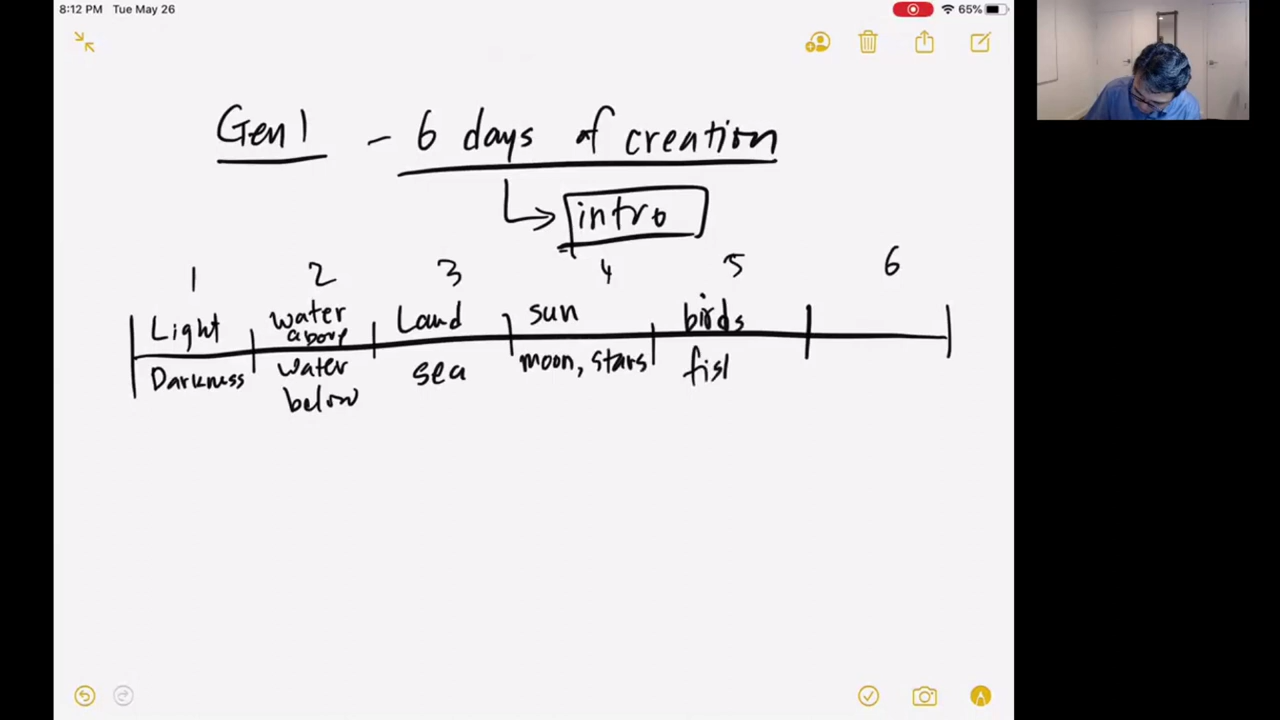 8:12 PM Tue May 26
65%
Gen 1 - 6 days of creation
intro
1 2 3 4 5 6
Light water above Land sun birds
Darkness water below sea moon, stars fisl